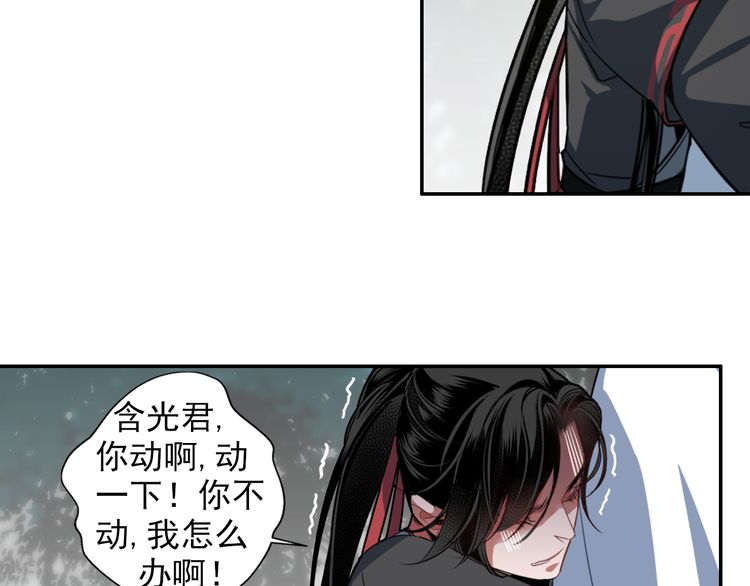 含光君,
你动啊,动
一下！你不
动,我怎么
办啊！